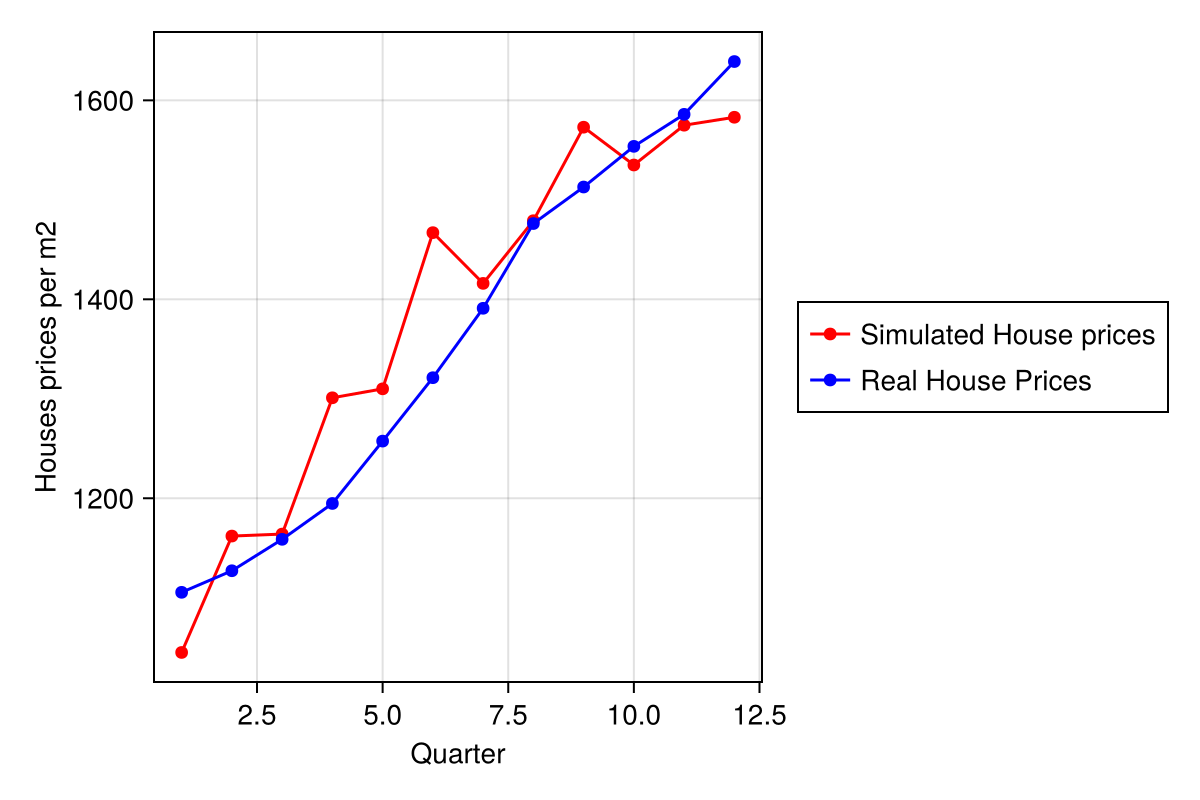 1600
1400
1200
Houses prices per m2
2.5 5.0 7.5 10.0 12.5
Quarter
Simulated House prices
Real House Prices